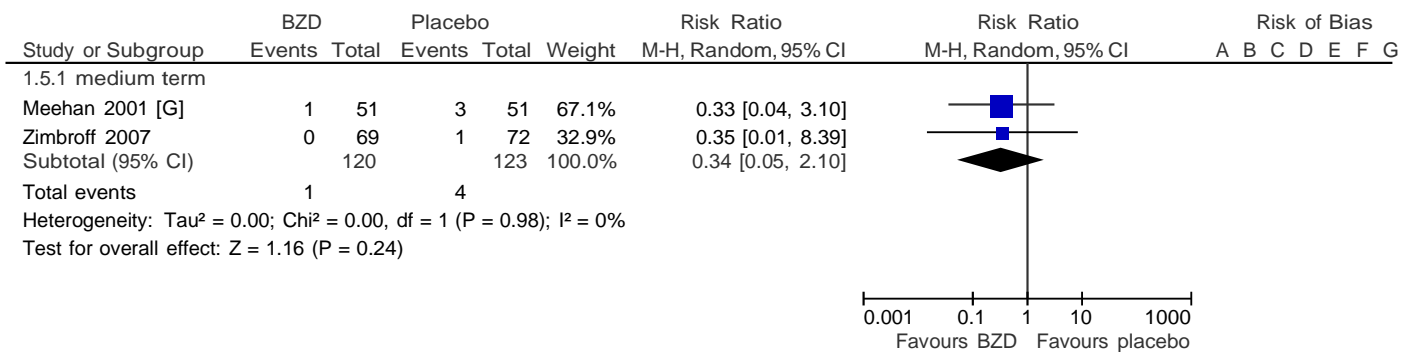 BZD Placebo Risk Ratio Risk Ratio Risk of Bias
Study or Subgroup Events Total Events Total Weight M-H, Random, 95% CI M-H, Random, 95% CI A B C D E F G
1.5.1 medium term
Meehan 2001 [G] 1 51 3 51 67.1% 0.33 [0.04, 3.10]
Zimbroff 2007 0 69 1 72 32.9% 0.35 [0.01, 8.39]
Subtotal (95% CI) 120 123 100.0% 0.34 [0.05, 2.10]
Total events 1 4
Heterogeneity: Tau² = 0.00; Chi² = 0.00, df = 1 (P = 0.98); I² = 0%
Test for overall effect: Z = 1.16 (P = 0.24)
0.001 0.1 1 10 1000
Favours BZD Favours placebo